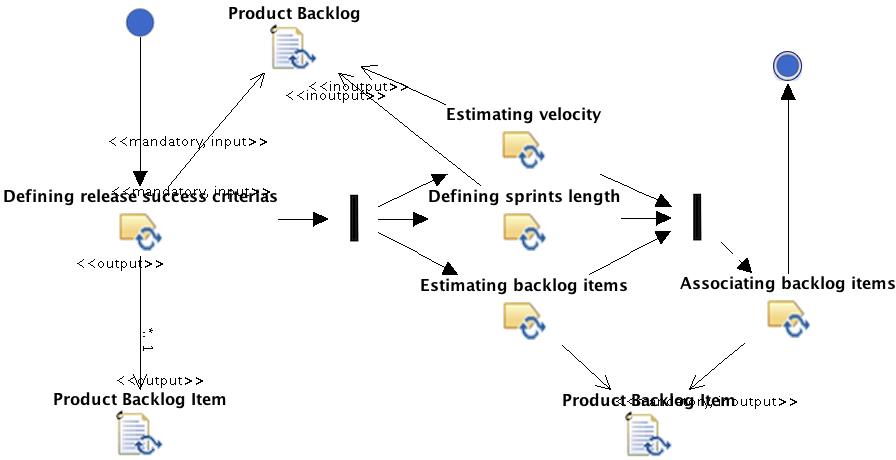 Product Backlog
<<inoutput>>
<<inoutput>>
Estimating velocity
<<mandatory, input>>
<<mandatory, input>>
Defining release success criterias
Defining sprints length
<<output>>
Estimating backlog items
Associating backlog items
*..1
<<output>>
Product Backlog Item
Product Backlog Item
<<mandatory, inoutput>>